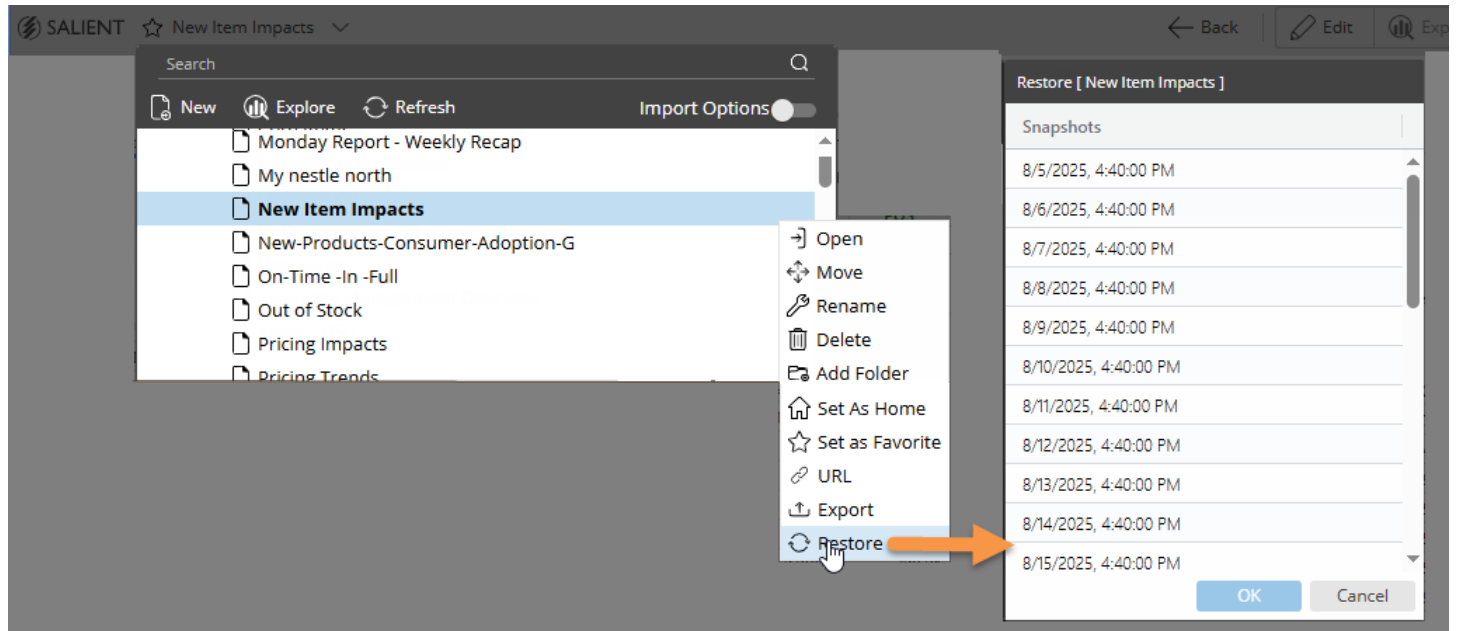 SALIENT New Item Impacts
Back Edit Exp
Search
New Explore Refresh Import Options
Monday Report - Weekly Recap
My nestle north
New Item Impacts
New-Products-Consumer-Adoption-G
On-Time -In -Full
Out of Stock
Pricing Impacts
Pricing Trends
Open
Move
Rename
Delete
Add Folder
Set As Home
Set as Favorite
URL
Export
Restore
Restore [ New Item Impacts ]
Snapshots
8/5/2025, 4:40:00 PM
8/6/2025, 4:40:00 PM
8/7/2025, 4:40:00 PM
8/8/2025, 4:40:00 PM
8/9/2025, 4:40:00 PM
8/10/2025, 4:40:00 PM
8/11/2025, 4:40:00 PM
8/12/2025, 4:40:00 PM
8/13/2025, 4:40:00 PM
8/14/2025, 4:40:00 PM
8/15/2025, 4:40:00 PM
OK Cancel